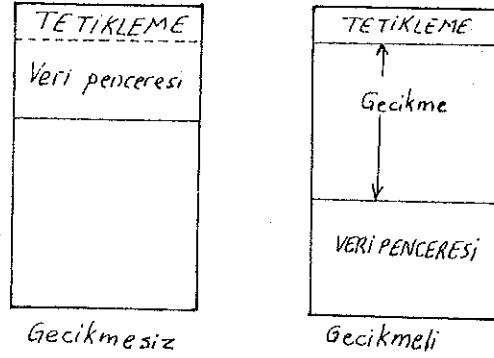 TETİKLEME
Veri penceresi
Gecikmesiz
TETİKLEME
Gecikme
VERİ PENCERESİ
Gecikmeli